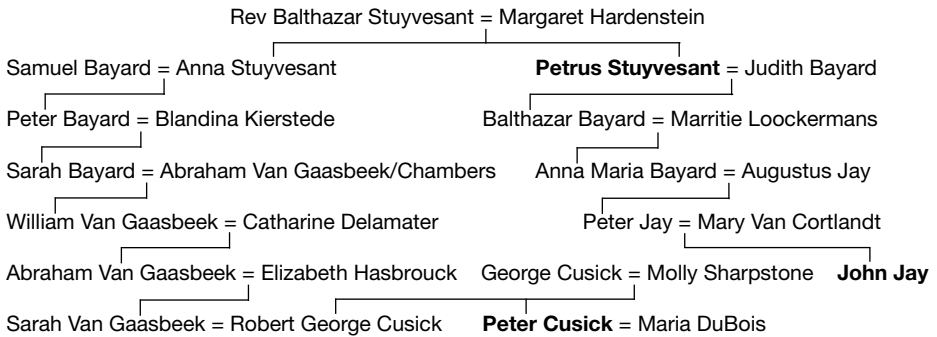 Rev Balthazar Stuyvesant = Margaret Hardenstein
Samuel Bayard = Anna Stuyvesant Petrus Stuyvesant = Judith Bayard
Peter Bayard = Blandina Kierstede Balthazar Bayard = Marritie Loockermans
Sarah Bayard = Abraham Van Gaasbeek/Chambers Anna Maria Bayard = Augustus Jay
William Van Gaasbeek = Catharine Delamater Peter Jay = Mary Van Cortlandt
Abraham Van Gaasbeek = Elizabeth Hasbrouck George Cusick = Molly Sharpstone John Jay
Sarah Van Gaasbeek = Robert George Cusick Peter Cusick = Maria DuBois